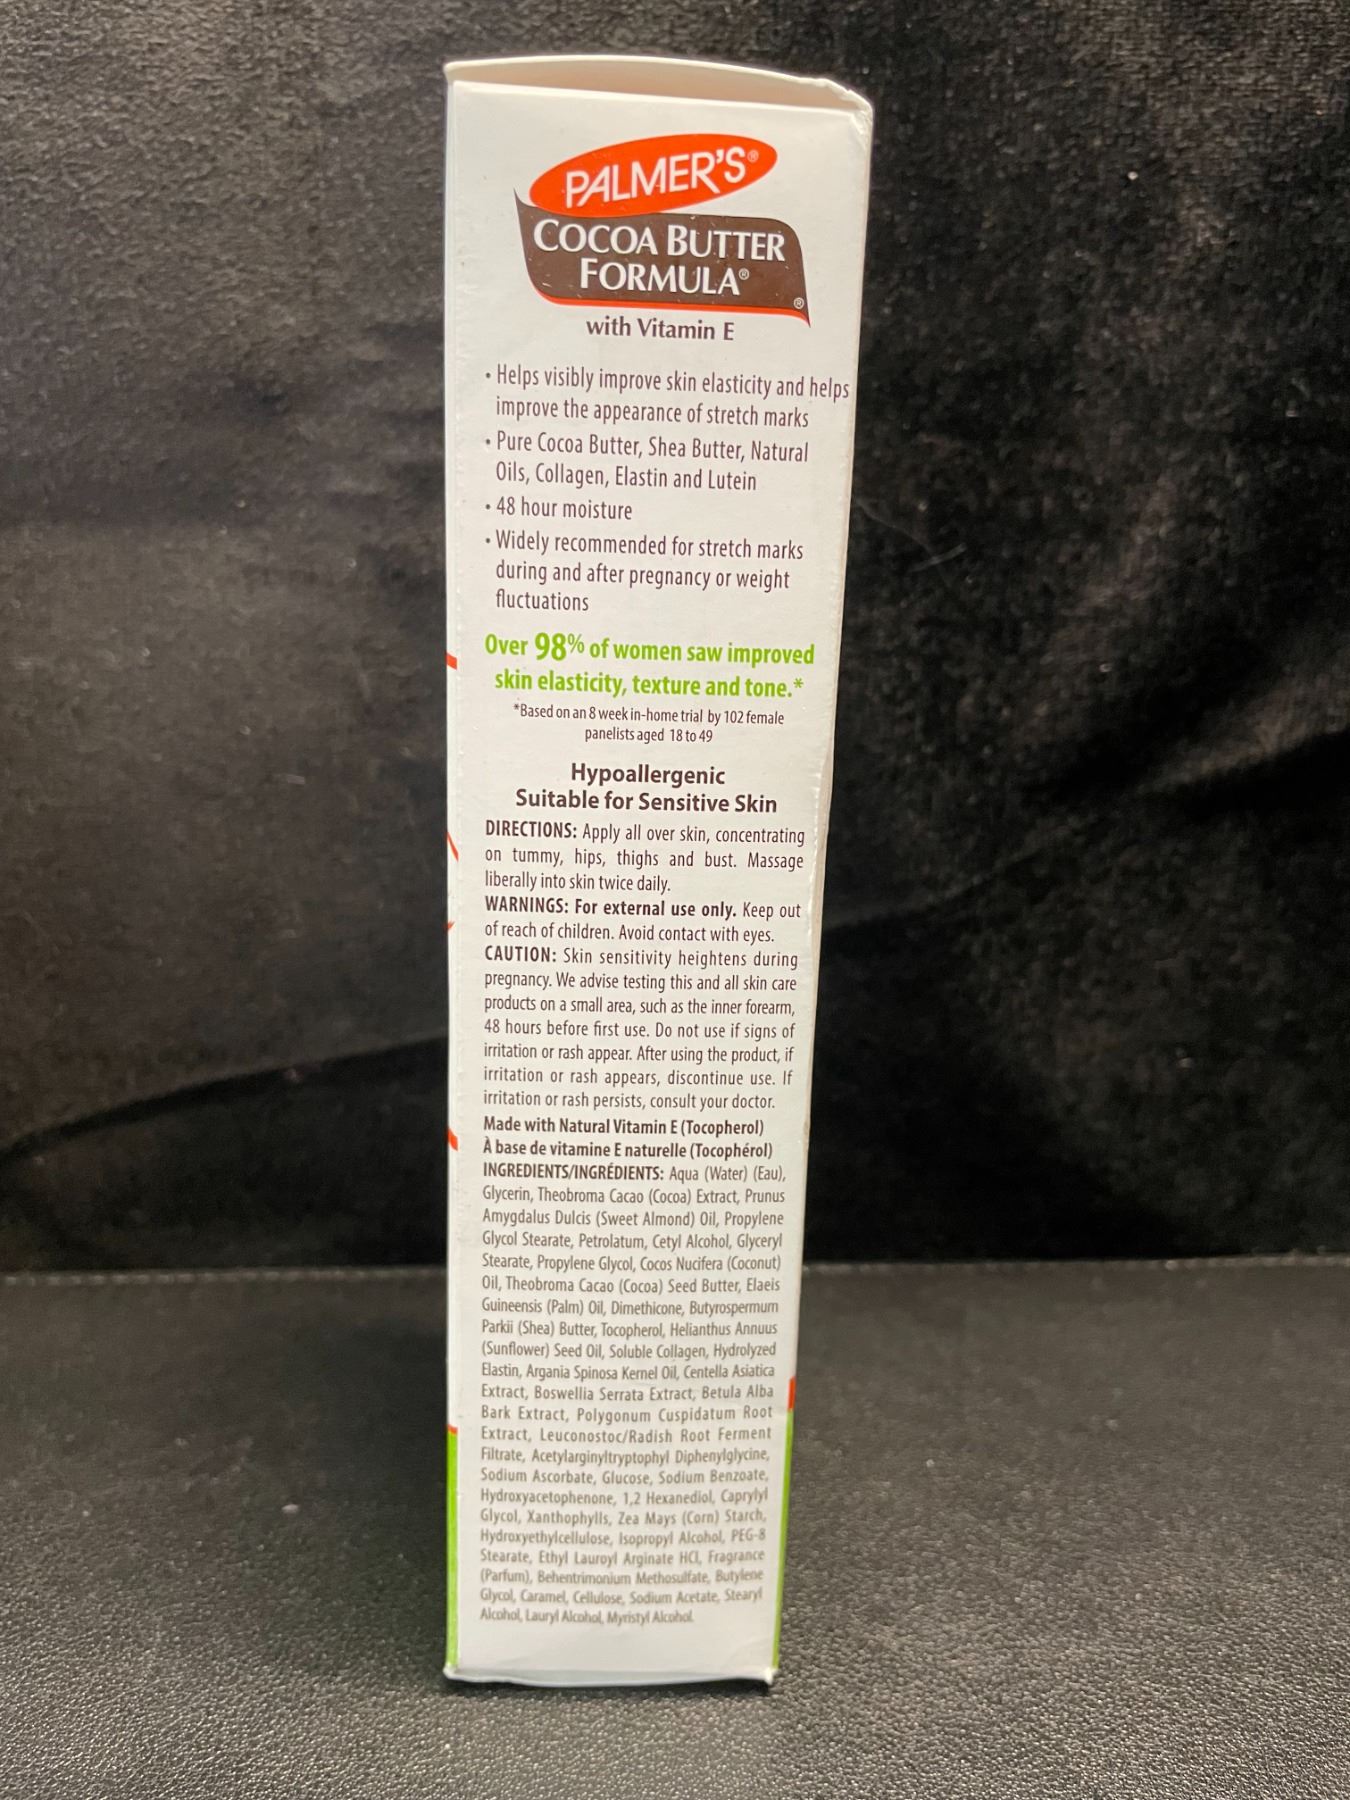 PALMER'S®
COCOA BUTTER
FORMULA®
®
with Vitamin E
• Helps visibly improve skin elasticity and helps
improve the appearance of stretch marks
• Pure Cocoa Butter, Shea Butter, Natural
Oils, Collagen, Elastin and Lutein
• 48 hour moisture
• Widely recommended for stretch marks
during and after pregnancy or weight
fluctuations
Over 98% of women saw improved
skin elasticity, texture and tone.*
*Based on an 8 week in-home trial by 102 female
panelists aged 18 to 49
Hypoallergenic
Suitable for Sensitive Skin
DIRECTIONS: Apply all over skin, concentrating
on tummy, hips, thighs and bust. Massage
liberally into skin twice daily.
WARNINGS: For external use only. Keep out
of reach of children. Avoid contact with eyes.
CAUTION: Skin sensitivity heightens during
pregnancy. We advise testing this and all skin care
products on a small area, such as the inner forearm,
48 hours before first use. Do not use if signs of
irritation or rash appear. After using the product, if
irritation or rash appears, discontinue use. If
irritation or rash persists, consult your doctor.
Made with Natural Vitamin E (Tocopherol)
À base de vitamine E naturelle (Tocophérol)
INGREDIENTS/INGRÉDIENTS: Aqua (Water) (Eau),
Glycerin, Theobroma Cacao (Cocoa) Extract, Prunus
Amygdalus Dulcis (Sweet Almond) Oil, Propylene
Glycol Stearate, Petrolatum, Cetyl Alcohol, Glyceryl
Stearate, Propylene Glycol, Cocos Nucifera (Coconut)
Oil, Theobroma Cacao (Cocoa) Seed Butter, Elaeis
Guineensis (Palm) Oil, Dimethicone, Butyrospermum
Parkii (Shea) Butter, Tocopherol, Helianthus Annuus
(Sunflower) Seed Oil, Soluble Collagen, Hydrolyzed
Elastin, Argania Spinosa Kernel Oil, Centella Asiatica
Extract, Boswellia Serrata Extract, Betula Alba
Bark Extract, Polygonum Cuspidatum Root
Extract, Leuconostoc/Radish Root Ferment
Filtrate, Acetylarginyltryptophyl Diphenylglycine,
Sodium Ascorbate, Glucose, Sodium Benzoate,
Hydroxyacetophenone, 1,2 Hexanediol, Caprylyl
Glycol, Xanthophylls, Zea Mays (Corn) Starch,
Hydroxyethylcellulose, Isopropyl Alcohol, PEG-8
Stearate, Ethyl Lauroyl Arginate HCl, Fragrance
(Parfum), Behentrimonium Methosulfate, Butylene
Glycol, Caramel, Cellulose, Sodium Acetate, Stearyl
Alcohol, Lauryl Alcohol, Myristyl Alcohol.